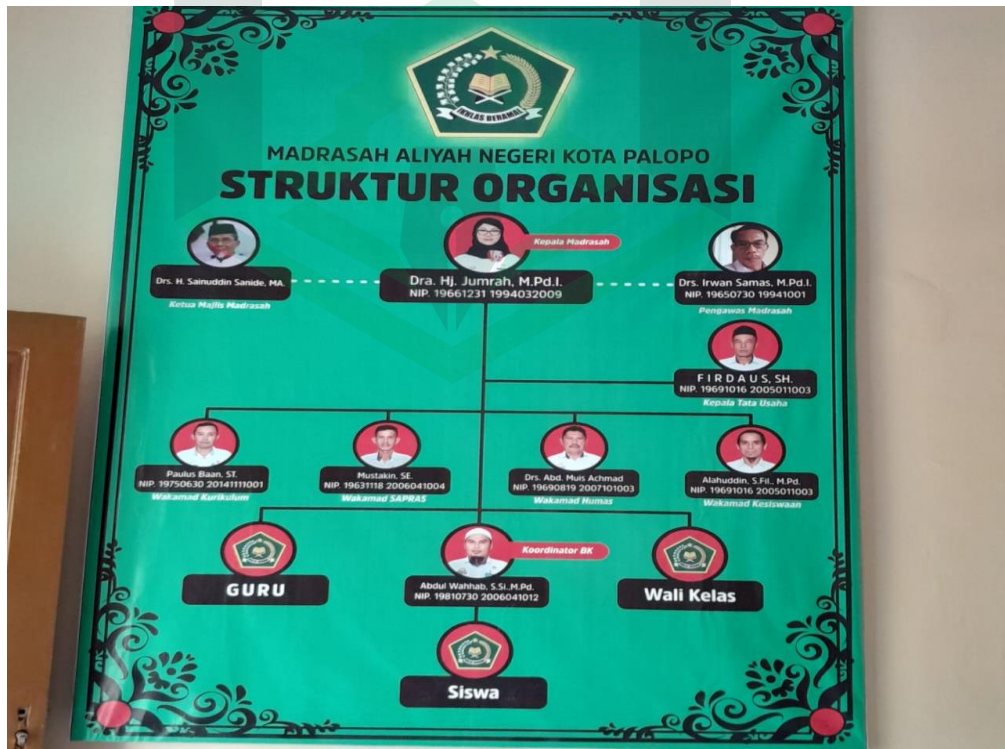 IKHLAS BERAMAL
MADRASAH ALIYAH NEGERI KOTA PALOPO
STRUKTUR ORGANISASI
Drs. H. Sainuddin Sanide, MA.
Ketua Majlis Madrasah
Kepala Madrasah
Dra. Hj. Jumrah, M.Pd.I.
NIP. 19661231 1994032009
Drs. Irwan Samas, M.Pd.I.
NIP. 19650730 19941001
Pengawas Madrasah
F I R D A U S, SH.
NIP. 19691016 2005011003
Kepala Tata Usaha
Paulus Baan, ST.
NIP. 19750630 20141111001
Wakamad Kurikulum
Mustakin, SE.
NIP. 19631118 2006041004
Wakamad SAPRAS
Drs. Abd. Muis Achmad
NIP. 19690819 2007101003
Wakamad Humas
Alahuddin, S.Fil., M.Pd.
NIP. 19691016 2005011003
Wakamad Kesiswaan
GURU
Koordinator BK
Abdul Wahhab, S.Si.,M.Pd.
NIP. 19810730 2006041012
Wali Kelas
Siswa